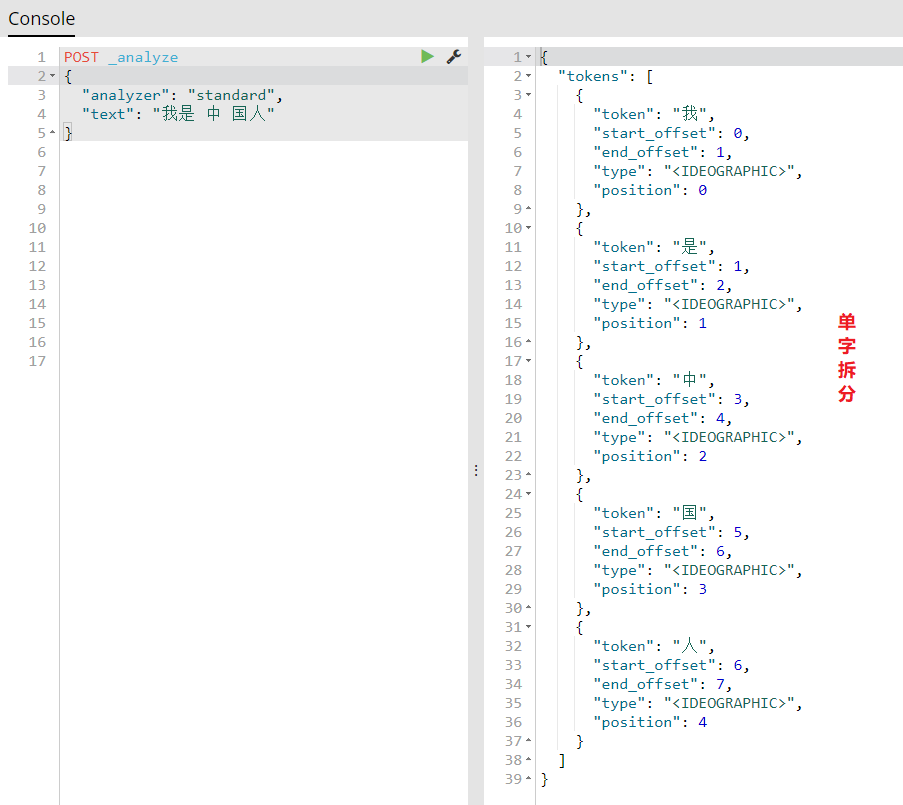 Console
1 POST _analyze
2 {
3 "analyzer": "standard",
4 "text": "我是 中 国人"
5 }
6
7
8
9
10
11
12
13
14
15
16
17
1 {
2 "tokens": [
3 {
4 "token": "我",
5 "start_offset": 0,
6 "end_offset": 1,
7 "type": "<IDEOGRAPHIC>",
8 "position": 0
9 },
10 {
11 "token": "是",
12 "start_offset": 1,
13 "end_offset": 2,
14 "type": "<IDEOGRAPHIC>",
15 "position": 1
16 },
17 {
18 "token": "中",
19 "start_offset": 3,
20 "end_offset": 4,
21 "type": "<IDEOGRAPHIC>",
22 "position": 2
23 },
24 {
25 "token": "国",
26 "start_offset": 5,
27 "end_offset": 6,
28 "type": "<IDEOGRAPHIC>",
29 "position": 3
30 },
31 {
32 "token": "人",
33 "start_offset": 6,
34 "end_offset": 7,
35 "type": "<IDEOGRAPHIC>",
36 "position": 4
37 }
38 ]
39 }
单字拆分